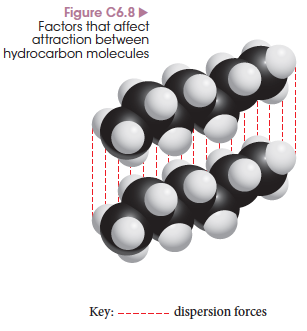 Figure C6.8 ▶
Factors that affect
attraction between
hydrocarbon molecules
Key: ------- dispersion forces